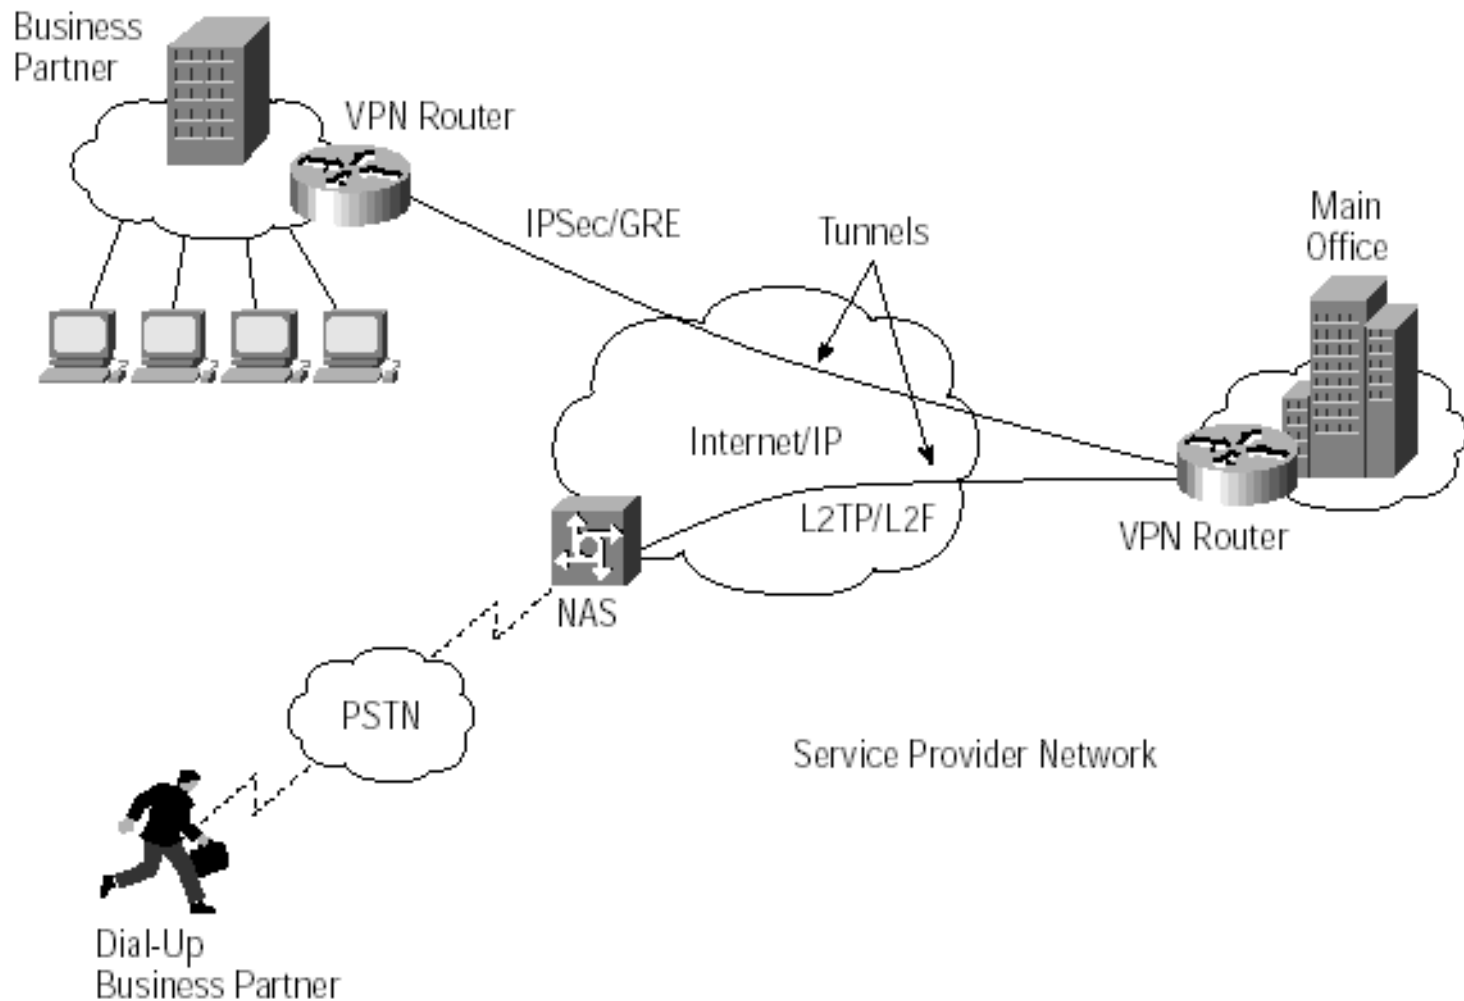 Business
Partner
VPN Router
IPSec/GRE
Tunnels
Main
Office
Internet/IP
L2TP/L2F
VPN Router
NAS
PSTN
Service Provider Network
Dial-Up
Business Partner